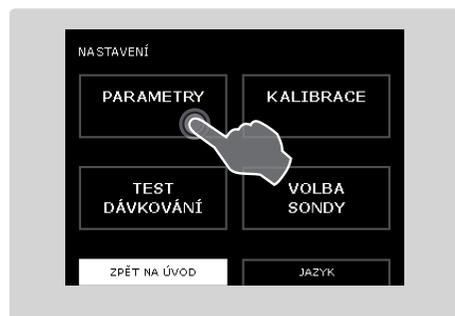 NASTAVENÍ
PARAMETRY
KALIBRACE
TEST
DÁVKOVÁNÍ
VOLBA
SONDY
ZPĚT NA ÚVOD
JAZYK